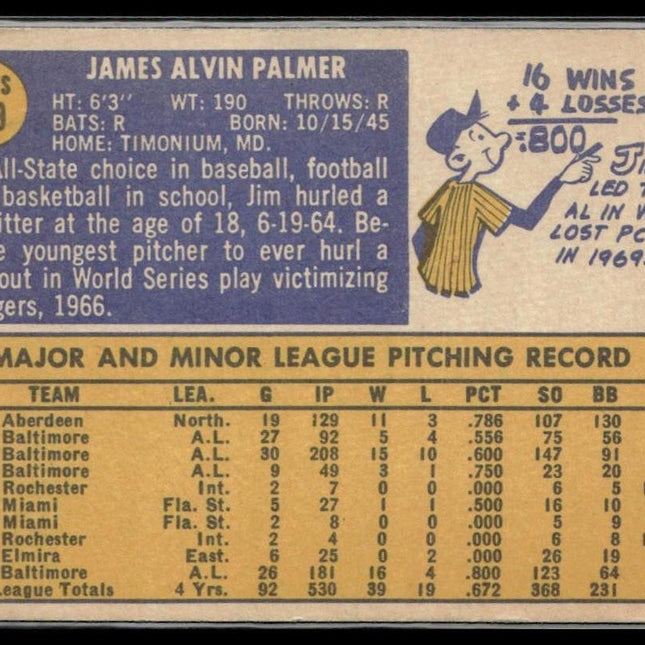 S
9
JAMES ALVIN PALMER
HT: 6'3" WT: 190 THROWS: R
BATS: R BORN: 10/15/45
HOME: TIMONIUM, MD.
All-State choice in baseball, football
basketball in school, Jim hurled a
itter at the age of 18, 6-19-64. Be-
e youngest pitcher to ever hurl a
out in World Series play victimizing
gers, 1966.
16 WINS
+ 4 LOSSES
= .800
LED T
AL IN W
LOST PC
IN 1969.
MAJOR AND MINOR LEAGUE PITCHING RECORD
TEAM LEA. G IP W L PCT SO BB
Aberdeen North. 19 129 11 3 .786 107 130
Baltimore A.L. 27 92 5 4 .556 75 56
Baltimore A.L. 30 208 15 10 .600 147 91
Baltimore A.L. 9 49 3 1 .750 23 20
Rochester Int. 2 7 0 0 .000 6 5
Miami Fla. St. 5 27 1 1 .500 16 10
Miami Fla. St. 2 8 0 0 .000 5 9
Rochester Int. 2 4 0 0 .000 6 8
Elmira East. 6 25 0 2 .000 26 19
Baltimore A.L. 26 181 16 4 .800 123 64
League Totals 4 Yrs. 92 530 39 19 .672 368 231